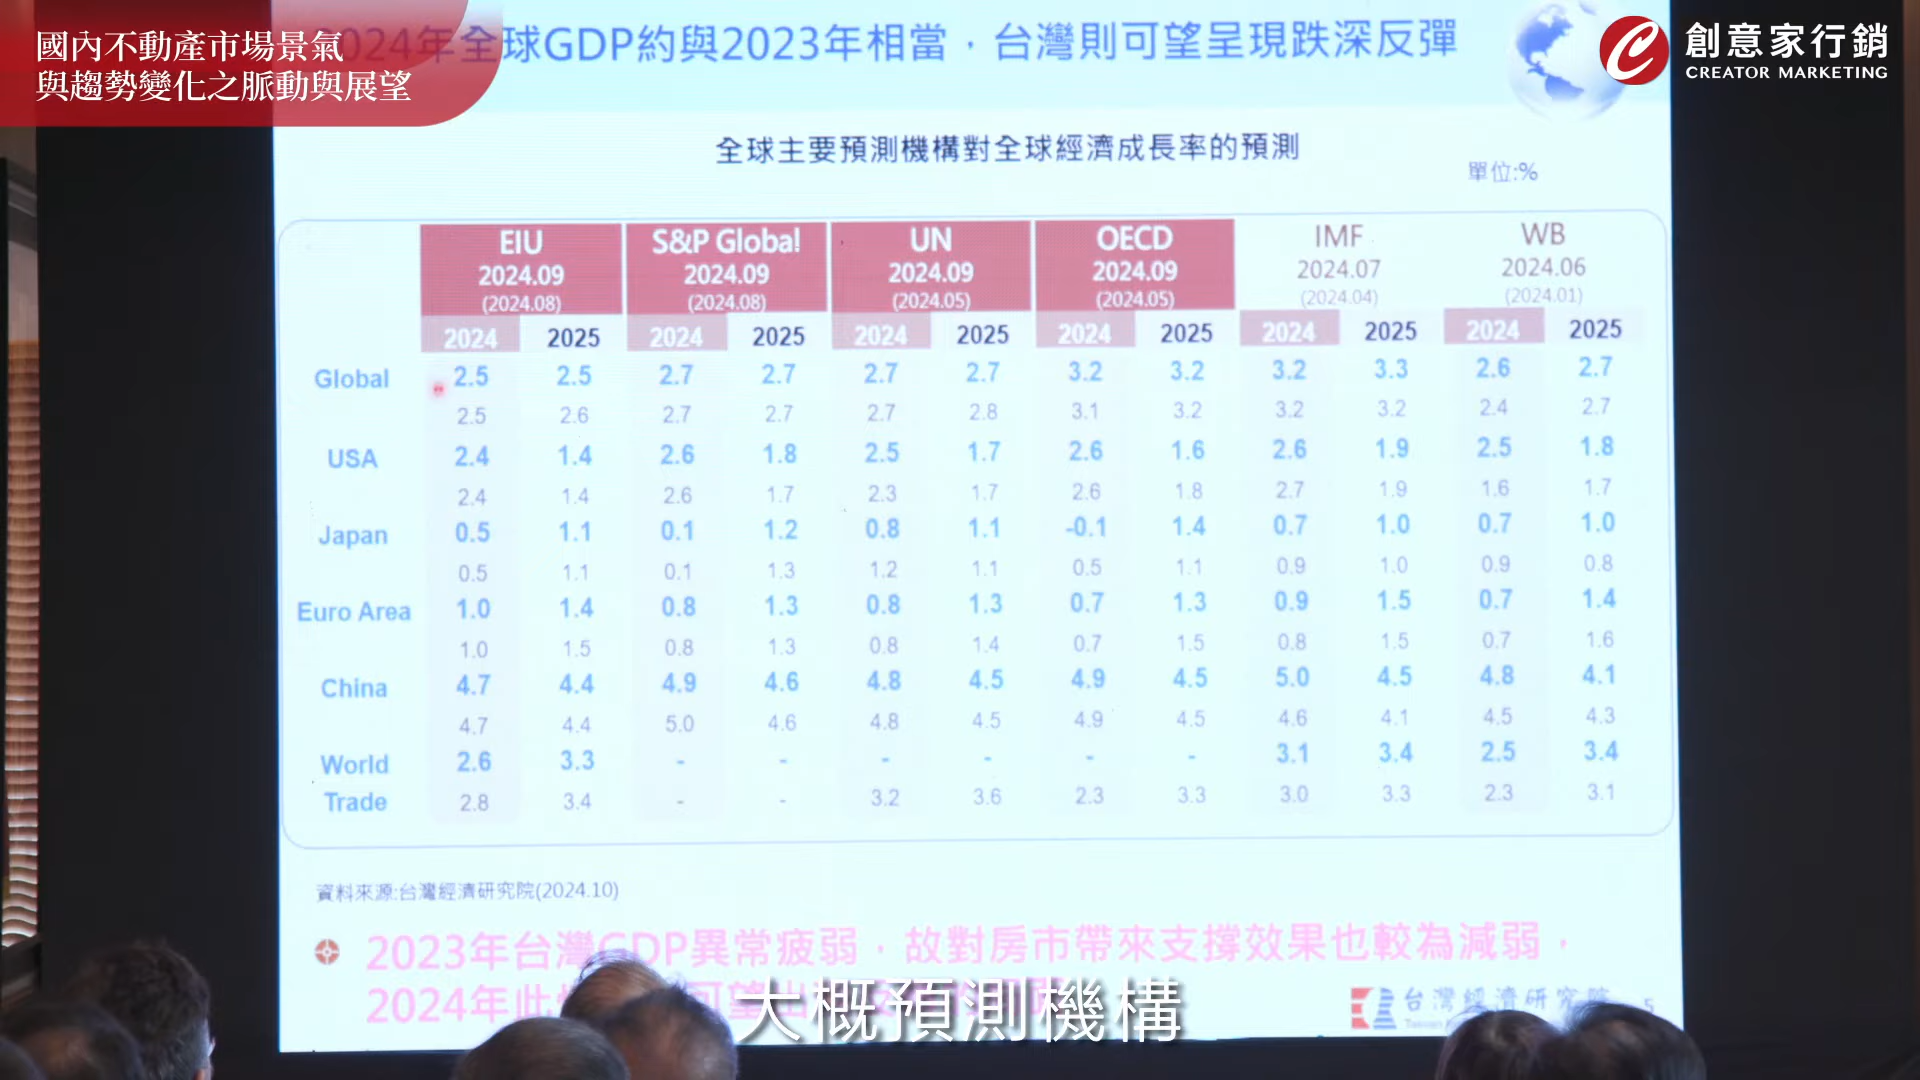 國內不動產市場景氣
與趨勢變化之脈動與展望
2024年全球GDP約與2023年相當，台灣則可望呈現跌深反彈
創意家行銷
CREATOR MARKETING
全球主要預測機構對全球經濟成長率的預測
單位:%
EIU S&P Global UN OECD IMF WB
2024.09 2024.09 2024.09 2024.09 2024.07 2024.06
(2024.08) (2024.08) (2024.05) (2024.05) (2024.04) (2024.01)
2024 2025 2024 2025 2024 2025 2024 2025 2024 2025 2024 2025
Global 2.5 2.5 2.7 2.7 2.7 2.7 3.2 3.2 3.2 3.3 2.6 2.7
2.5 2.6 2.7 2.7 2.7 2.8 3.1 3.2 3.2 3.2 2.4 2.7
USA 2.4 1.4 2.6 1.8 2.5 1.7 2.6 1.6 2.6 1.9 2.5 1.8
2.4 1.4 2.6 1.7 2.3 1.7 2.6 1.8 2.7 1.9 1.6 1.7
Japan 0.5 1.1 0.1 1.2 0.8 1.1 -0.1 1.4 0.7 1.0 0.7 1.0
0.5 1.1 0.1 1.3 1.2 1.1 0.5 1.1 0.9 1.0 0.9 0.8
Euro Area 1.0 1.4 0.8 1.3 0.8 1.3 0.7 1.3 0.9 1.5 0.7 1.4
1.0 1.5 0.8 1.3 0.8 1.4 0.7 1.5 0.8 1.5 0.7 1.6
China 4.7 4.4 4.9 4.6 4.8 4.5 4.9 4.5 5.0 4.5 4.8 4.1
4.7 4.4 5.0 4.6 4.8 4.5 4.9 4.5 4.6 4.1 4.5 4.3
World 2.6 3.3 - - - - - - 3.1 3.4 2.5 3.4
Trade 2.8 3.4 - - 3.2 3.6 2.3 3.3 3.0 3.3 2.3 3.1
資料來源:台灣經濟研究院(2024.10)
2023年台灣GDP異常疲弱，故對房市帶來支撐效果也較為減弱，
2024年此 可望出
大概預測機構
台灣經濟研究院
5